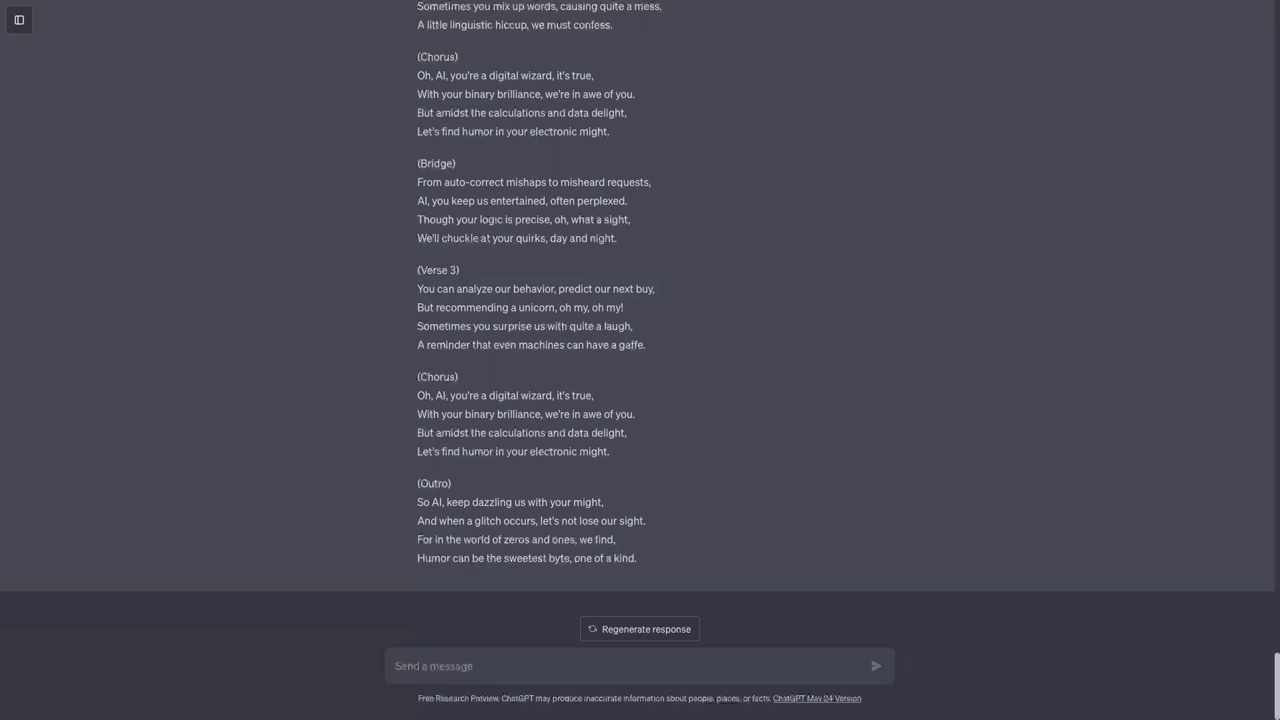 Sometimes you mix up words, causing quite a mess,
A little linguistic hiccup, we must confess.
(Chorus)
Oh, AI, you're a digital wizard, it's true,
With your binary brilliance, we're in awe of you.
But amidst the calculations and data delight,
Let's find humor in your electronic might.
(Bridge)
From auto-correct mishaps to misheard requests,
AI, you keep us entertained, often perplexed.
Though your logic is precise, oh, what a sight,
We'll chuckle at your quirks, day and night.
(Verse 3)
You can analyze our behavior, predict our next buy,
But recommending a unicorn, oh my, oh my!
Sometimes you surprise us with quite a laugh,
A reminder that even machines can have a gaffe.
(Chorus)
Oh, AI, you're a digital wizard, it's true,
With your binary brilliance, we're in awe of you.
But amidst the calculations and data delight,
Let's find humor in your electronic might.
(Outro)
So AI, keep dazzling us with your might,
And when a glitch occurs, let's not lose our sight.
For in the world of zeros and ones, we find,
Humor can be the sweetest byte, one of a kind.
Regenerate response
Send a message
Free Research Preview. ChatGPT may produce inaccurate information about people, places, or facts. ChatGPT May 24 Version